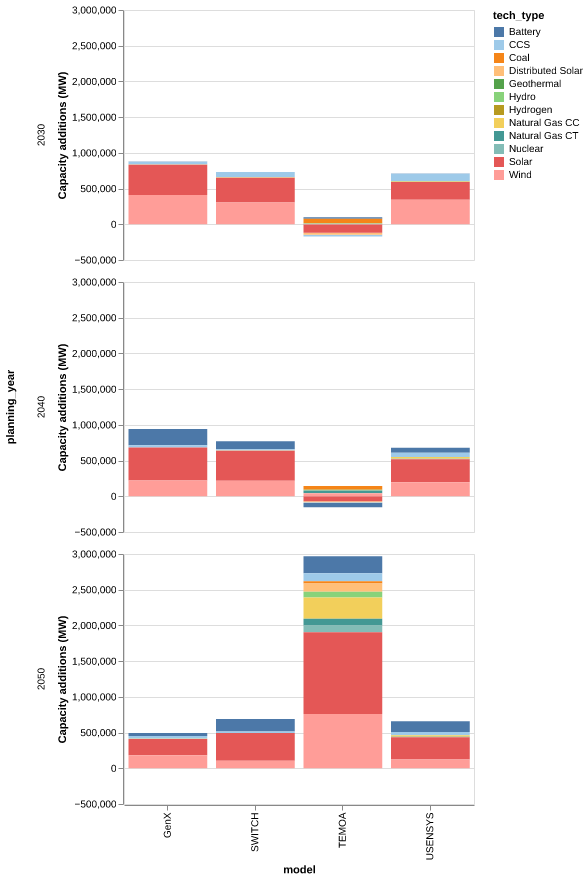 tech_type
Battery
CCS
Coal
Distributed Solar
Geothermal
Hydro
Hydrogen
Natural Gas CC
Natural Gas CT
Nuclear
Solar
Wind
planning_year
2030
Capacity additions (MW)
3,000,000
2,500,000
2,000,000
1,500,000
1,000,000
500,000
0
−500,000
2040
Capacity additions (MW)
3,000,000
2,500,000
2,000,000
1,500,000
1,000,000
500,000
0
−500,000
2050
Capacity additions (MW)
3,000,000
2,500,000
2,000,000
1,500,000
1,000,000
500,000
0
−500,000
GenX
SWITCH
TEMOA
USENSYS
model